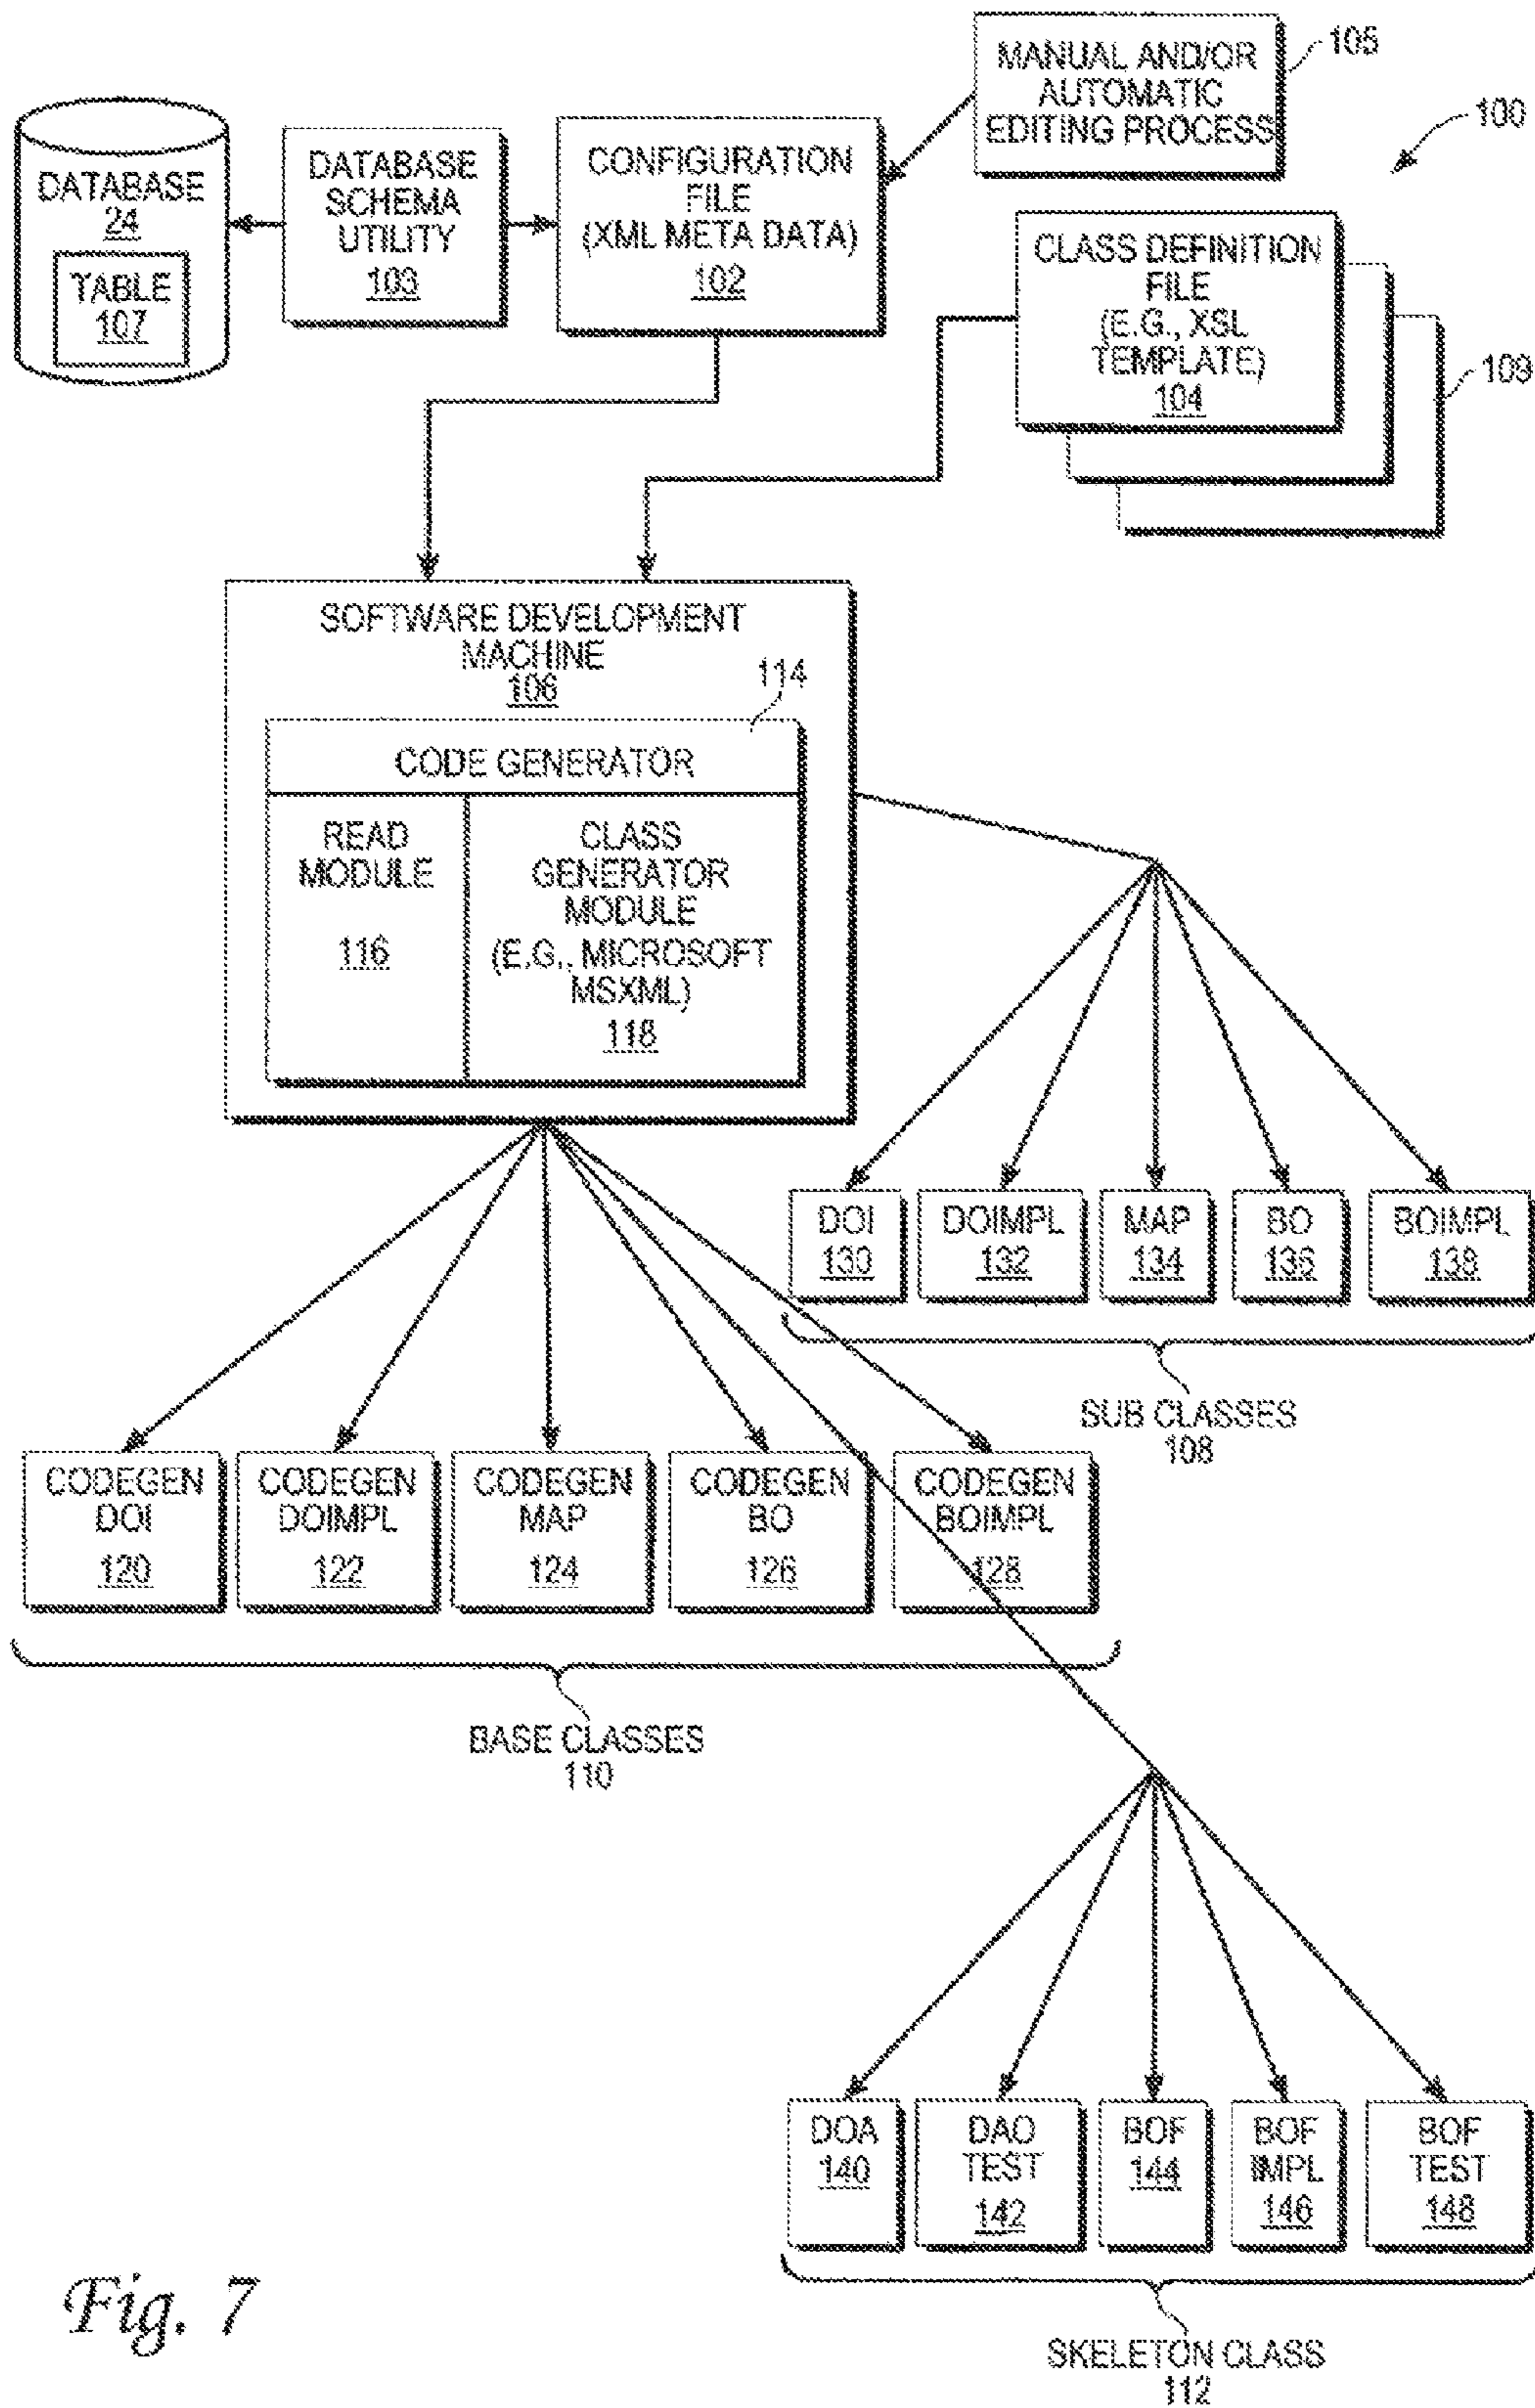 MANUAL AND/OR
AUTOMATIC
EDITING PROCESS
105
100
DATABASE
24
TABLE
107
DATABASE
SCHEMA
UTILITY
103
CONFIGURATION
FILE
(XML META DATA)
102
CLASS DEFINITION
FILE
(E.G., XSL
TEMPLATE)
104
109
SOFTWARE DEVELOPMENT
MACHINE
106
114
CODE GENERATOR
READ
MODULE
116
CLASS
GENERATOR
MODULE
(E.G., MICROSOFT
MSXML)
118
DOI
130
DOIMPL
132
MAP
134
BO
136
BOIMPL
138
SUB CLASSES
108
CODEGEN
DOI
120
CODEGEN
DOIMPL
122
CODEGEN
MAP
124
CODEGEN
BO
126
CODEGEN
BOIMPL
128
BASE CLASSES
110
DOA
140
DAO
TEST
142
BOF
144
BOF
IMPL
146
BOF
TEST
148
SKELETON CLASS
112
Fig. 7